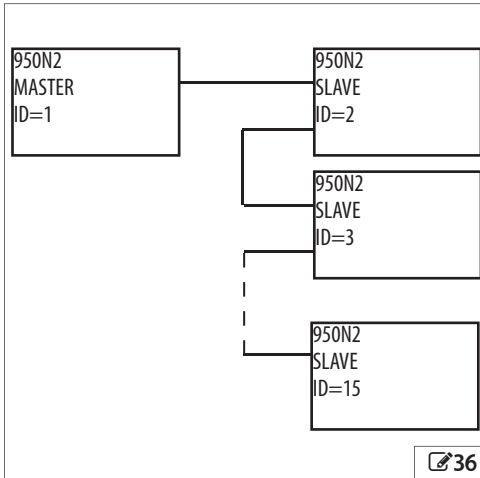 950N2
MASTER
ID=1
950N2
SLAVE
ID=2
950N2
SLAVE
ID=3
950N2
SLAVE
ID=15
36